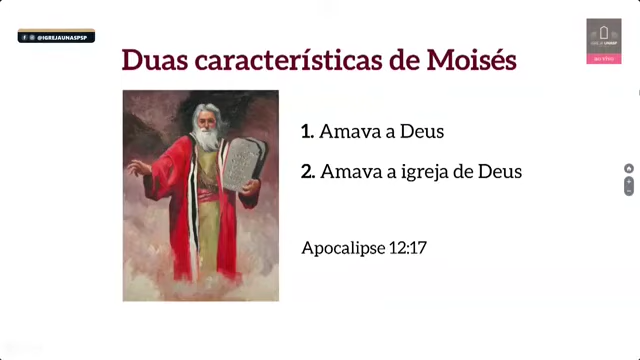 @IGREJAUNASPSP
Duas características de Moisés
1. Amava a Deus
2. Amava a igreja de Deus
Apocalipse 12:17